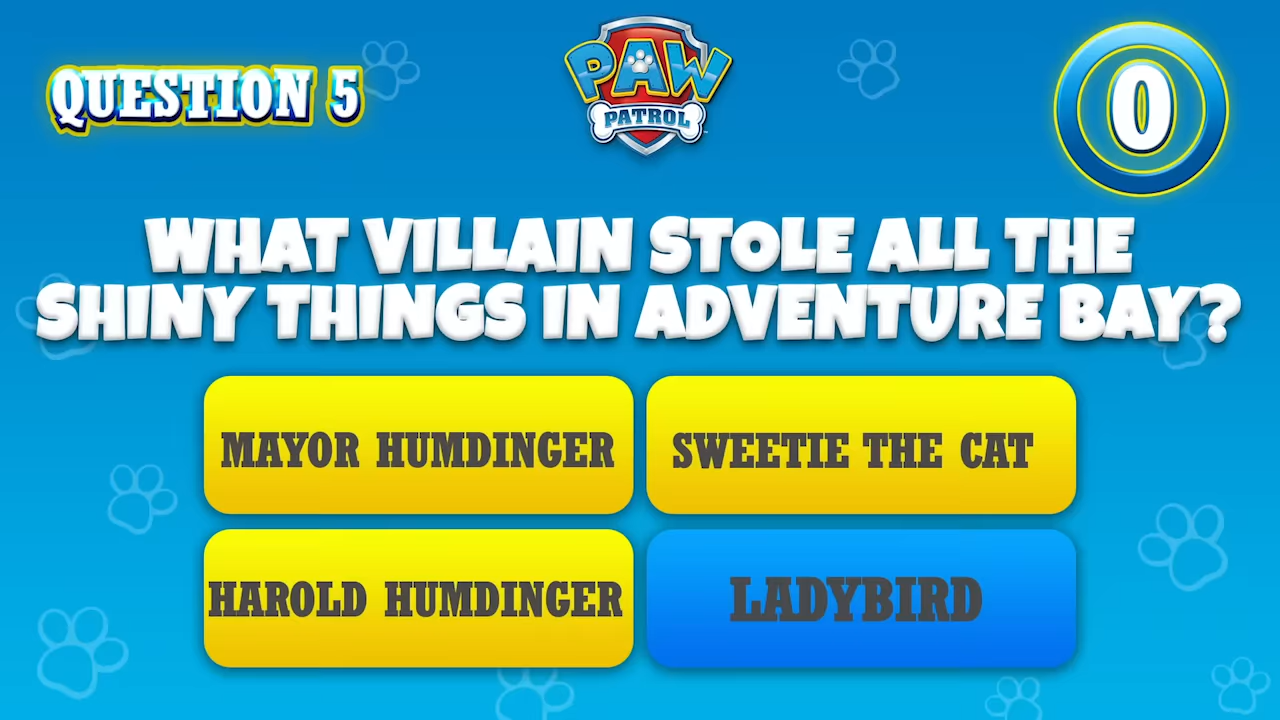 QUESTION 5
PAW
PATROL
0
WHAT VILLAIN STOLE ALL THE
SHINY THINGS IN ADVENTURE BAY?
MAYOR HUMDINGER
SWEETIE THE CAT
HAROLD HUMDINGER
LADYBIRD